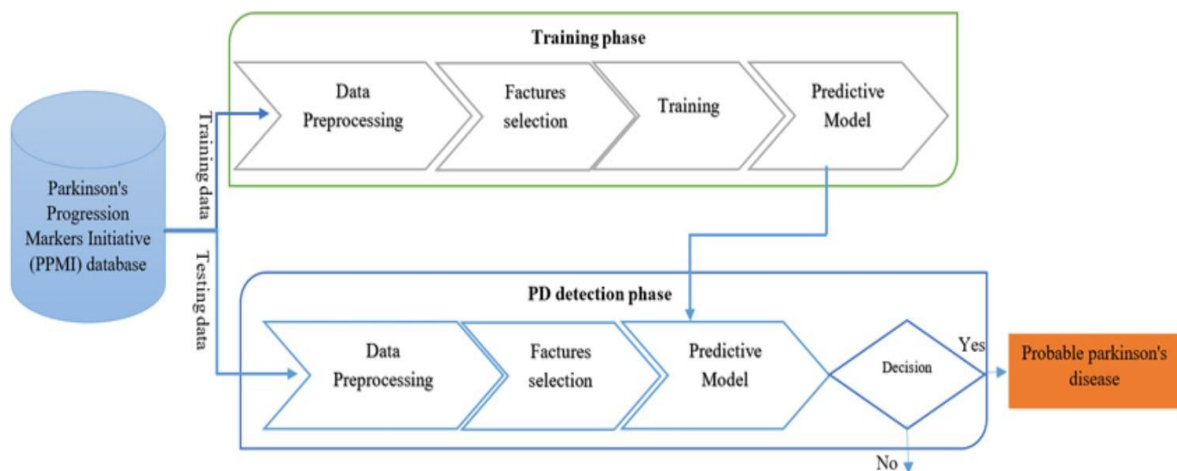 Training phase
Data
Preprocessing
Factures
selection
Training
Predictive
Model
Parkinson's
Progression
Markers Initiative
(PPMI) database
Training data
Testing data
PD detection phase
Data
Preprocessing
Factures
selection
Predictive
Model
Decision
Yes
Probable parkinson's
disease
No